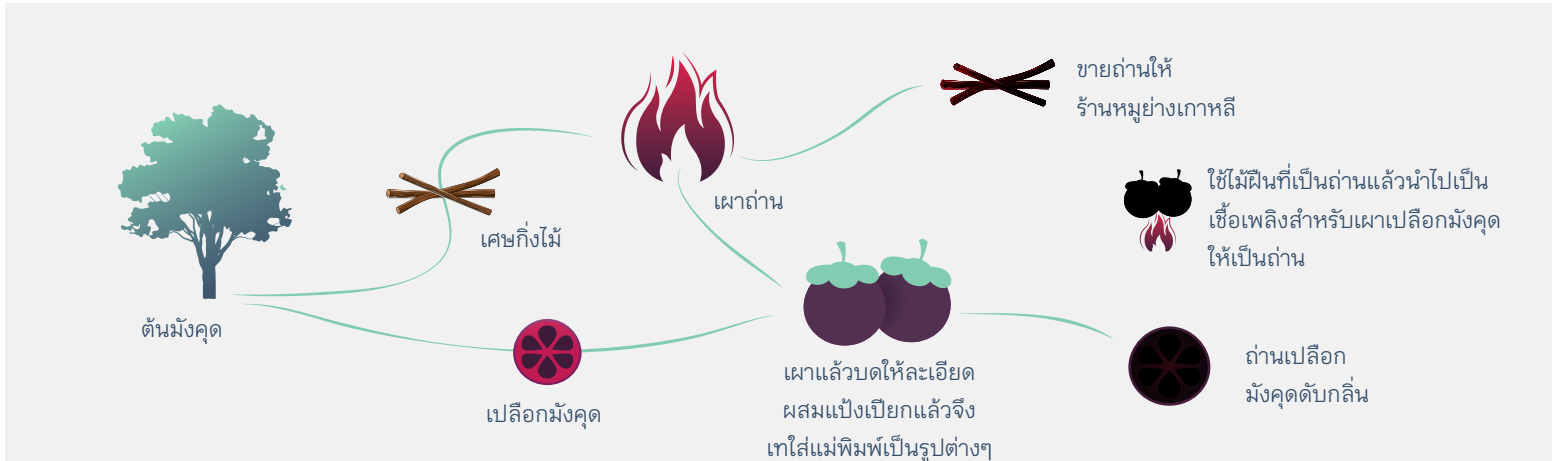 ต้นมังคุด
เศษกิ่งไม้
เปลือกมังคุด
เผาถ่าน
เผาแล้วบดให้ละเอียด
ผสมแป้งเปียกแล้วจึง
เทใส่แม่พิมพ์เป็นรูปต่างๆ
ขายถ่านให้
ร้านหมูย่างเกาหลี
ใช้ไม้ฝืนที่เป็นถ่านแล้วนำไปเป็น
เชื้อเพลิงสำหรับเผาเปลือกมังคุด
ให้เป็นถ่าน
ถ่านเปลือก
มังคุดดับกลิ่น